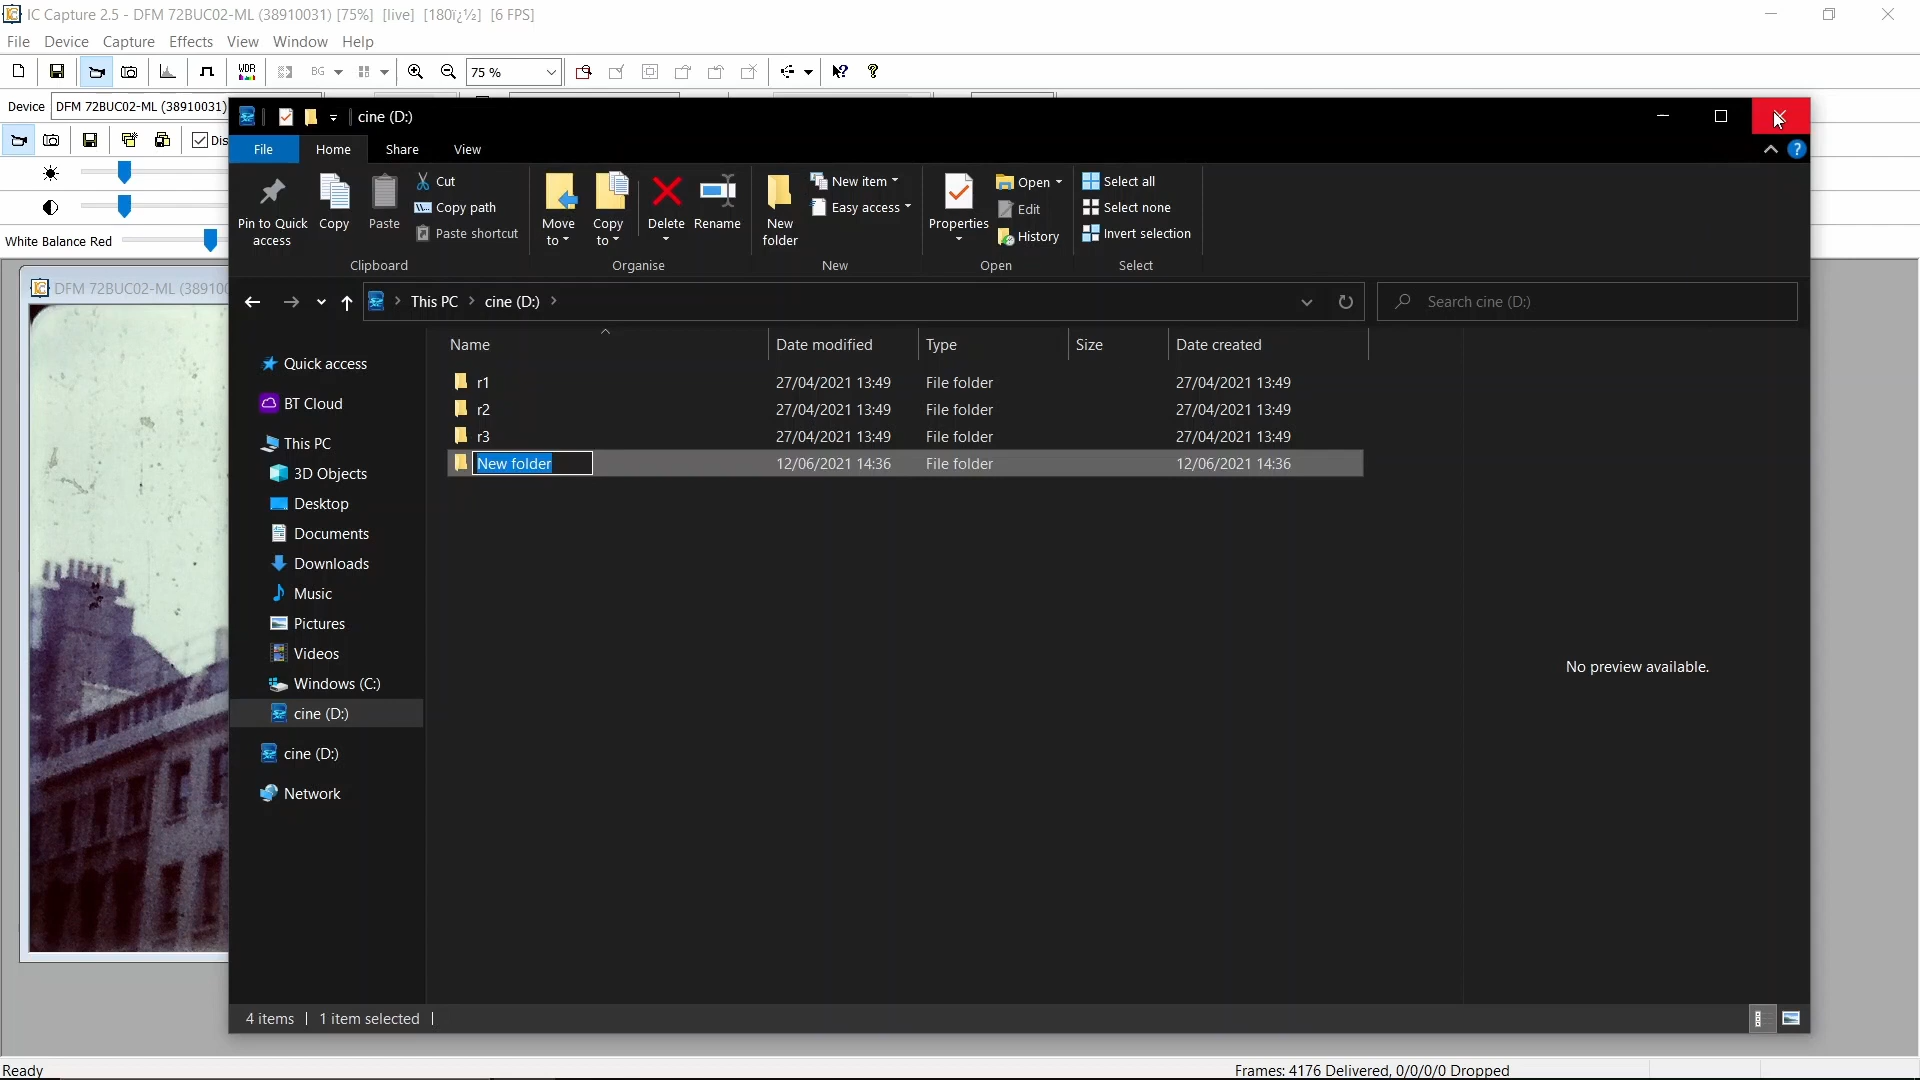 IC Capture 2.5 - DFM 72BUC02-ML (38910031) [75%] [live] [180ï¿½] [6 FPS]
File Device Capture Effects View Window Help
WDR BG 75 %
Device DFM 72BUC02-ML (38910031)
cine (D:)
Dis
File Home Share View
Pin to Quick access
Copy
Paste
Cut
Copy path
Paste shortcut
Clipboard
Move to
Copy to
Delete
Rename
Organise
New folder
New item
Easy access
New
Properties
Open
Edit
History
Open
Select all
Select none
Invert selection
Select
White Balance Red
DFM 72BUC02-ML (38910
This PC cine (D:)
Search cine (D:)
Name Date modified Type Size Date created
r1 27/04/2021 13:49 File folder 27/04/2021 13:49
r2 27/04/2021 13:49 File folder 27/04/2021 13:49
r3 27/04/2021 13:49 File folder 27/04/2021 13:49
New folder 12/06/2021 14:36 File folder 12/06/2021 14:36
Quick access
BT Cloud
This PC
3D Objects
Desktop
Documents
Downloads
Music
Pictures
Videos
Windows (C:)
cine (D:)
cine (D:)
Network
No preview available.
4 items 1 item selected
Ready
Frames: 4176 Delivered, 0/0/0/0 Dropped